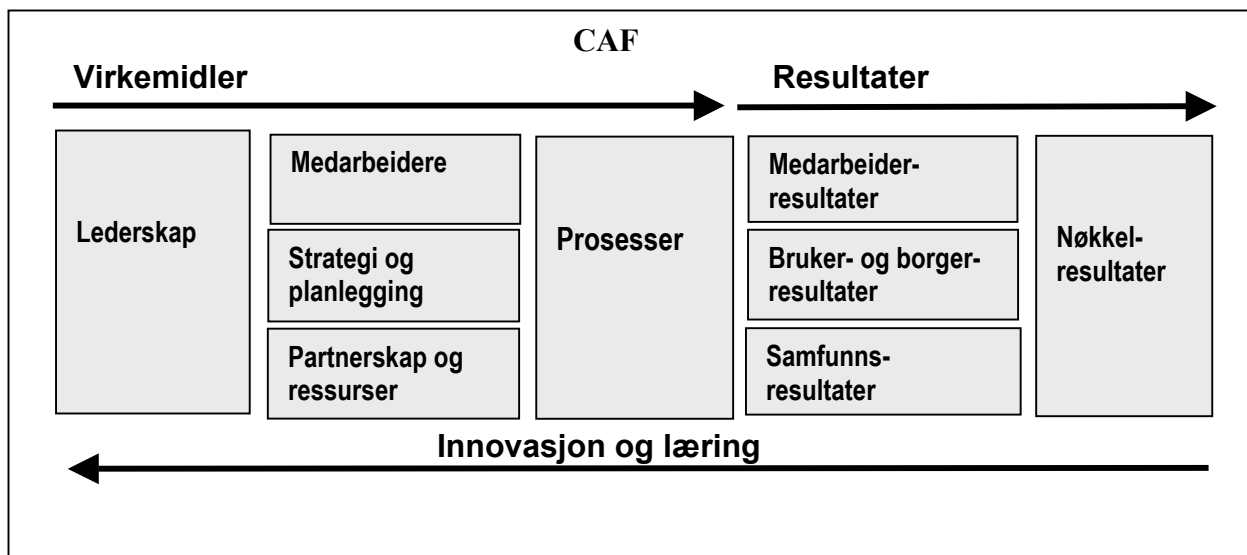 CAF
Virkemidler
Resultater
Lederskap
Medarbeidere
Strategi og
planlegging
Partnerskap og
ressurser
Prosesser
Medarbeider-
resultater
Bruker- og borger-
resultater
Samfunns-
resultater
Nøkkel-
resultater
Innovasjon og læring